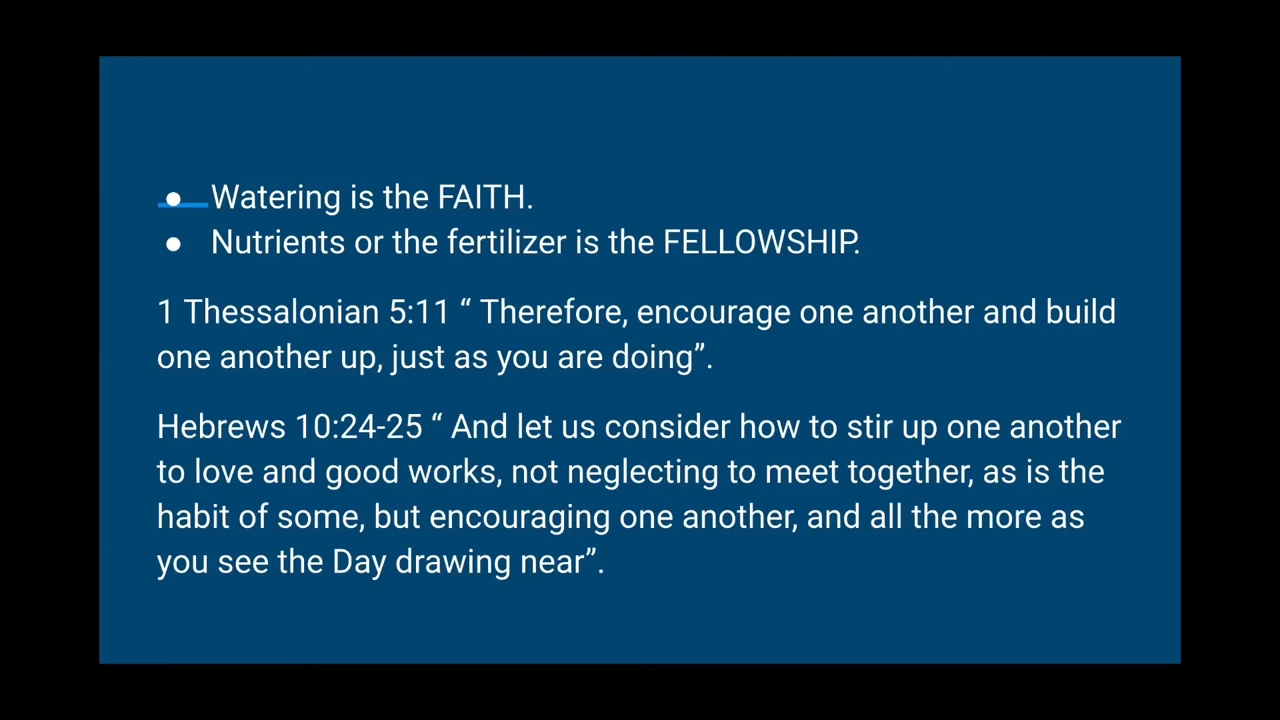 ● Watering is the FAITH.
● Nutrients or the fertilizer is the FELLOWSHIP.
1 Thessalonian 5:11 “ Therefore, encourage one another and build
one another up, just as you are doing”.
Hebrews 10:24-25 “ And let us consider how to stir up one another
to love and good works, not neglecting to meet together, as is the
habit of some, but encouraging one another, and all the more as
you see the Day drawing near”.